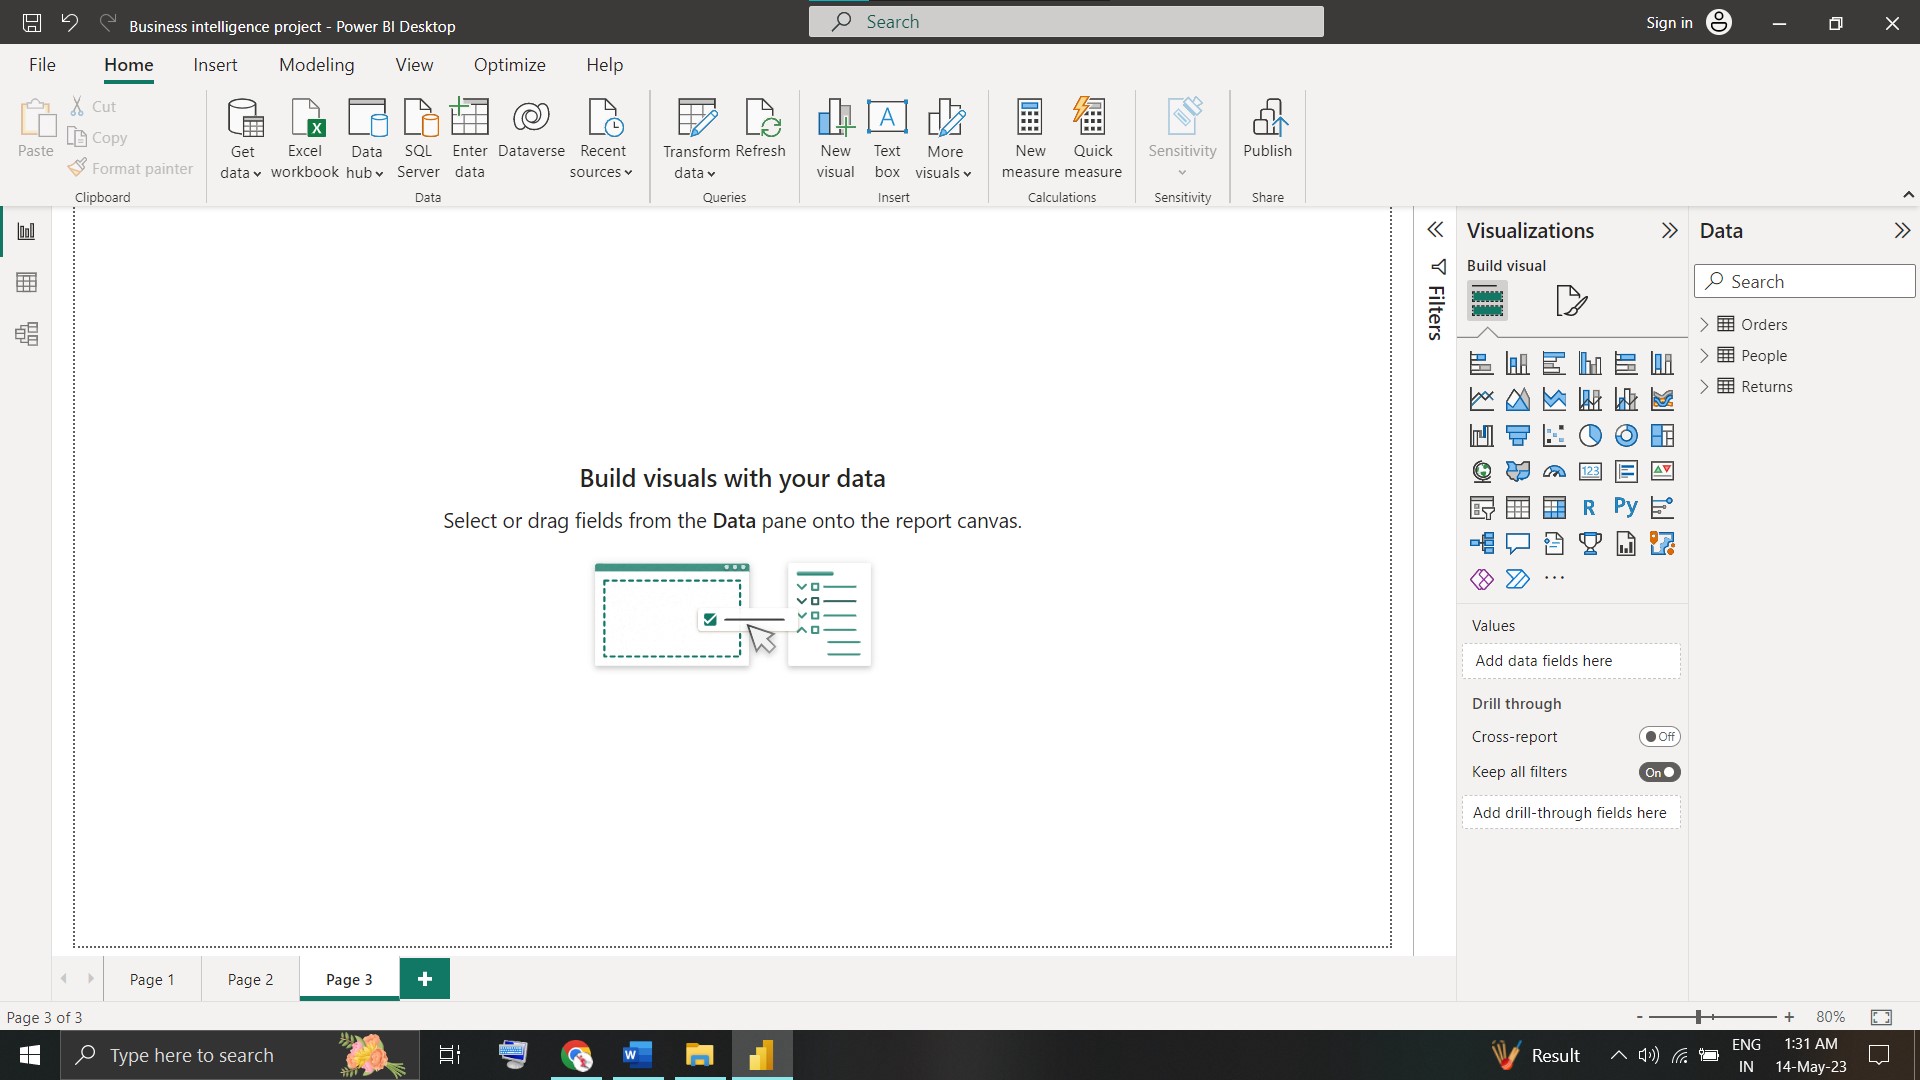 Business intelligence project - Power BI Desktop
Search
Sign in
File
Home
Insert
Modeling
View
Optimize
Help
Paste
Cut
Copy
Format painter
Clipboard
Get data
Excel workbook
Data hub
SQL Server
Enter data
Dataverse
Recent sources
Data
Transform data
Refresh
Queries
New visual
Text box
More visuals
Insert
New measure
Quick measure
Calculations
Sensitivity
Sensitivity
Publish
Share
Build visuals with your data
Select or drag fields from the Data pane onto the report canvas.
Filters
Visualizations
Build visual
123
R
Py
Values
Add data fields here
Drill through
Cross-report
Off
Keep all filters
On
Add drill-through fields here
Data
Search
Orders
People
Returns
Page 1
Page 2
Page 3
Page 3 of 3
80%
Type here to search
Result
ENG
IN
1:31 AM
14-May-23